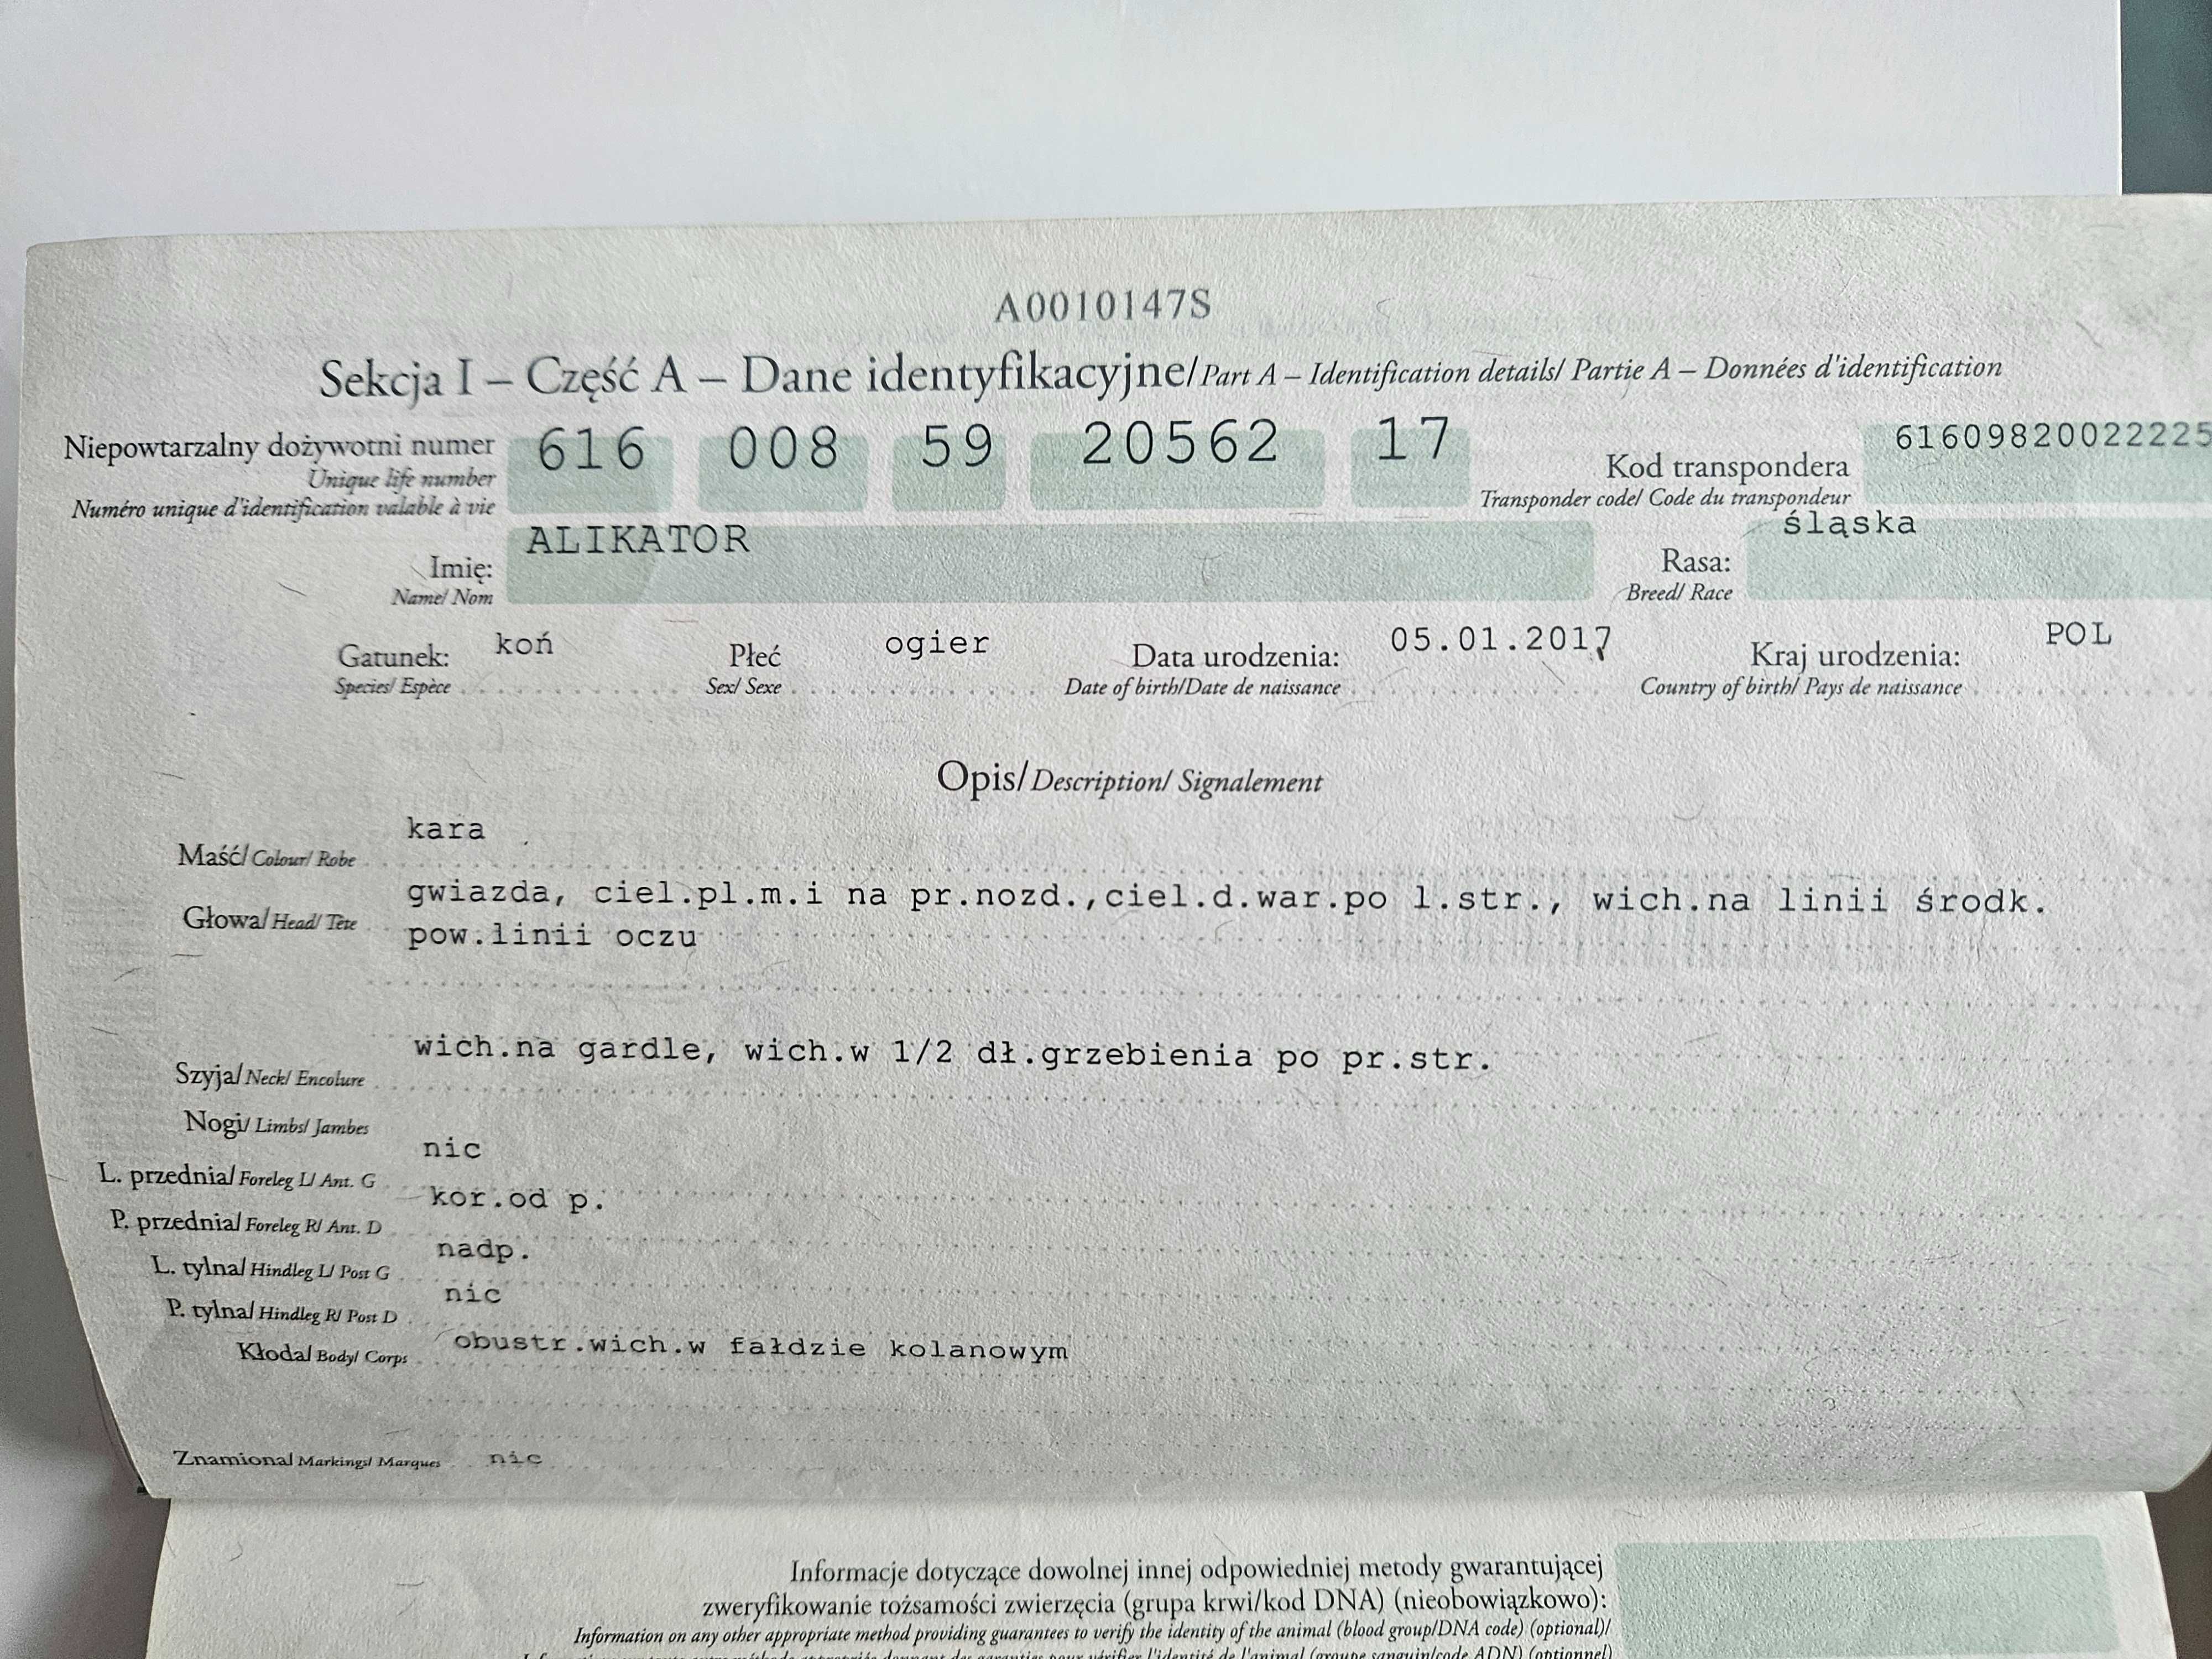 A0010147S
Sekcja I – Część A – Dane identyfikacyjne/ Part A – Identification details/ Partie A – Données d'identification
Niepowtarzalny dożywotni numer 616 008 59 20562 17 Kod transpondera 61609820022225
Unique life number
Numéro unique d'identification valable à vie Transponder code/ Code du transpondeur
Imię: ALIKATOR Rasa: śląska
Name/ Nom Breed/ Race
Gatunek: koń Płeć ogier Data urodzenia: 05.01.2017 Kraj urodzenia: POL
Species/ Espèce Sex/ Sexe Date of birth/Date de naissance Country of birth/ Pays de naissance
Opis/ Description/ Signalement
Maść/ Colour/ Robe kara
Głowa/ Head/ Tête gwiazda, ciel.pl.m.i na pr.nozd.,ciel.d.war.po l.str., wich.na linii środk.
pow.linii oczu
Szyja/ Neck/ Encolure wich.na gardle, wich.w 1/2 dł.grzebienia po pr.str.
Nogi/ Limbs/ Jambes
L. przednia/ Foreleg L/ Ant. G nic
P. przednia/ Foreleg R/ Ant. D kor.od p.
L. tylna/ Hindleg L/ Post G nadp.
P. tylna/ Hindleg R/ Post D nic
Kłoda/ Body/ Corps obustr.wich.w fałdzie kolanowym
Znamiona/ Markings/ Marques nic
Informacje dotyczące dowolnej innej odpowiedniej metody gwarantującej
zweryfikowanie tożsamości zwierzęcia (grupa krwi/kod DNA) (nieobowiązkowo):
Information on any other appropriate method providing guarantees to verify the identity of the animal (blood group/DNA code) (optional)/